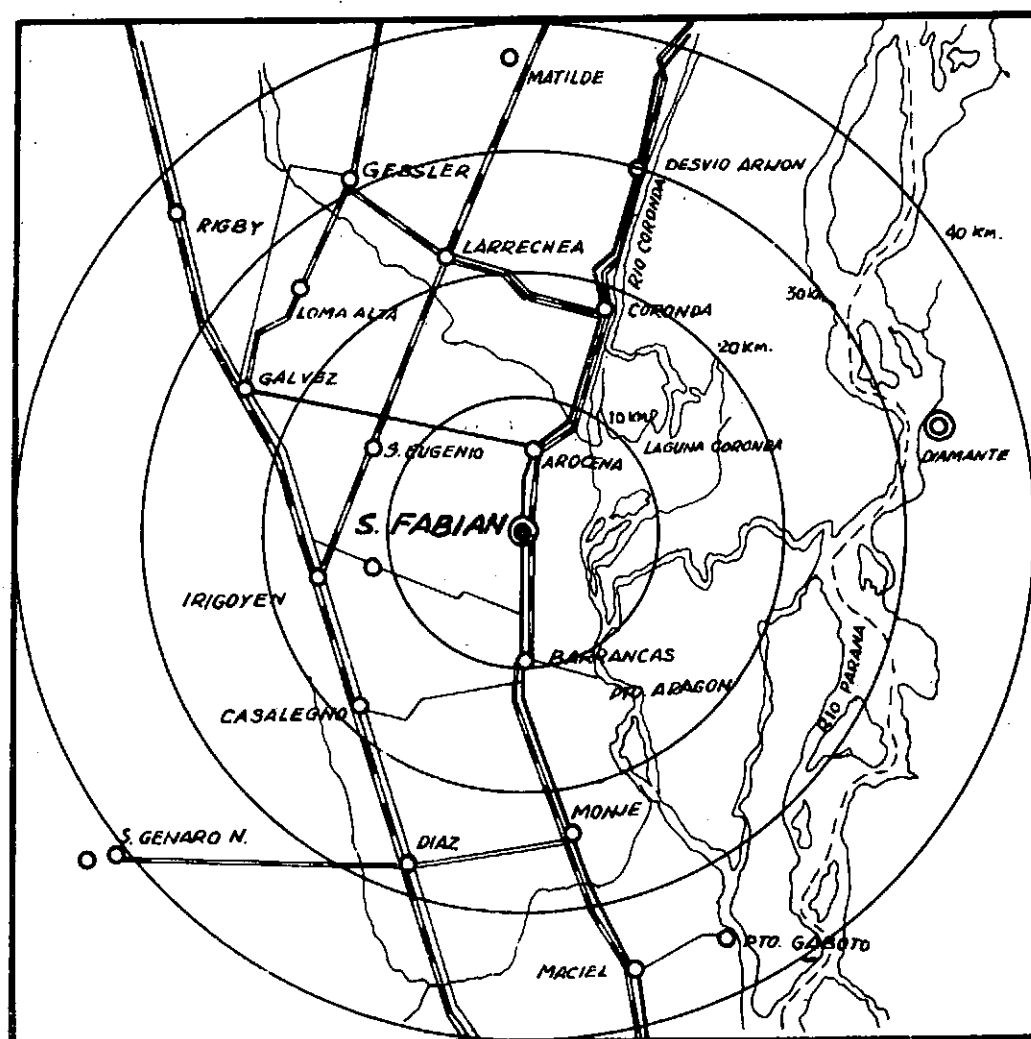 MATILDE
GESSLER
DESVIO ARIJON
RIGBY
LARRECHEA
RIO CORONDA
40 KM.
LOMA ALTA
CORONDA
30 KM.
20 KM.
GALVEZ
10 KM.
S. EUGENIO
AROCENA
LAGUNA CORONDA
DIAMANTE
S. FABIAN
IRIGOYEN
BARRANCAS
PTO. ARAGON
CASALEGNO
RIO PARANA
MONJE
S. GENARO N.
DIAZ
PTO. GABOTO
MACIEL